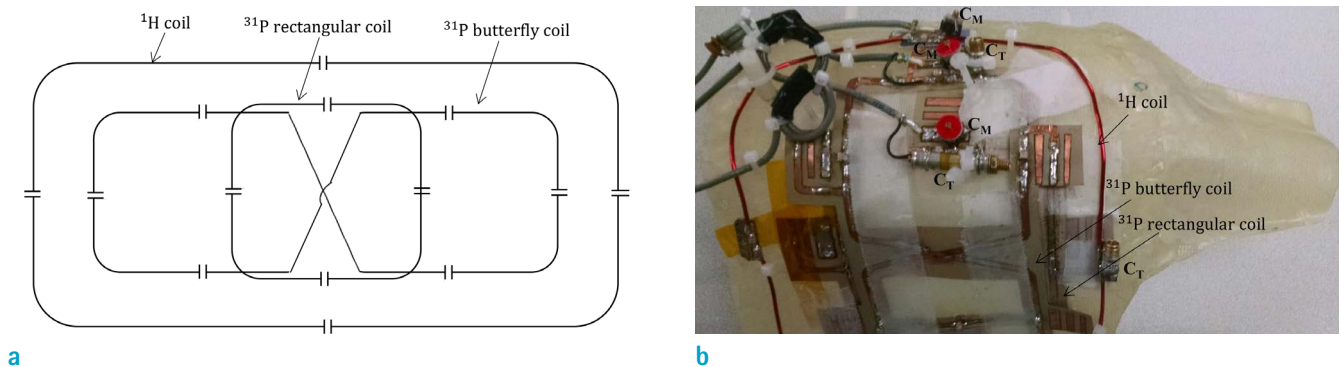 ¹H coil
³¹P rectangular coil
³¹P butterfly coil
a
C_M
C_M
C_T
¹H coil
C_M
C_T
³¹P butterfly coil
³¹P rectangular coil
C_T
b